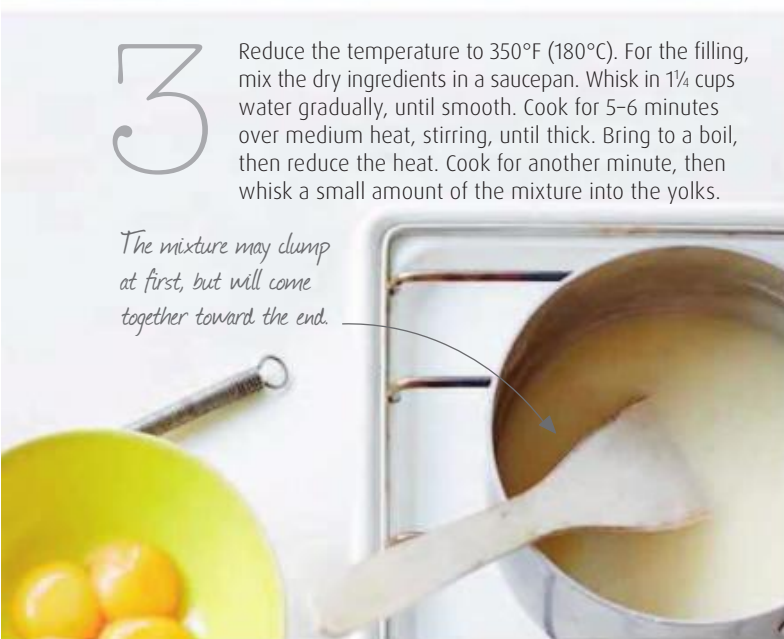 3
Reduce the temperature to 350°F (180°C). For the filling,
mix the dry ingredients in a saucepan. Whisk in 1¼ cups
water gradually, until smooth. Cook for 5–6 minutes
over medium heat, stirring, until thick. Bring to a boil,
then reduce the heat. Cook for another minute, then
whisk a small amount of the mixture into the yolks.
The mixture may clump
at first, but will come
together toward the end.